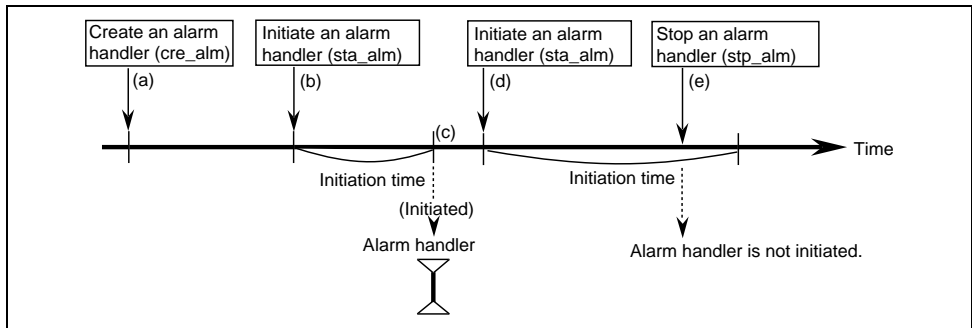 Create an alarm
handler (cre_alm)
Initiate an alarm
handler (sta_alm)
Initiate an alarm
handler (sta_alm)
Stop an alarm
handler (stp_alm)
(a)
(b)
(d)
(e)
(c)
Time
Initiation time
Initiation time
(Initiated)
Alarm handler
Alarm handler is not initiated.